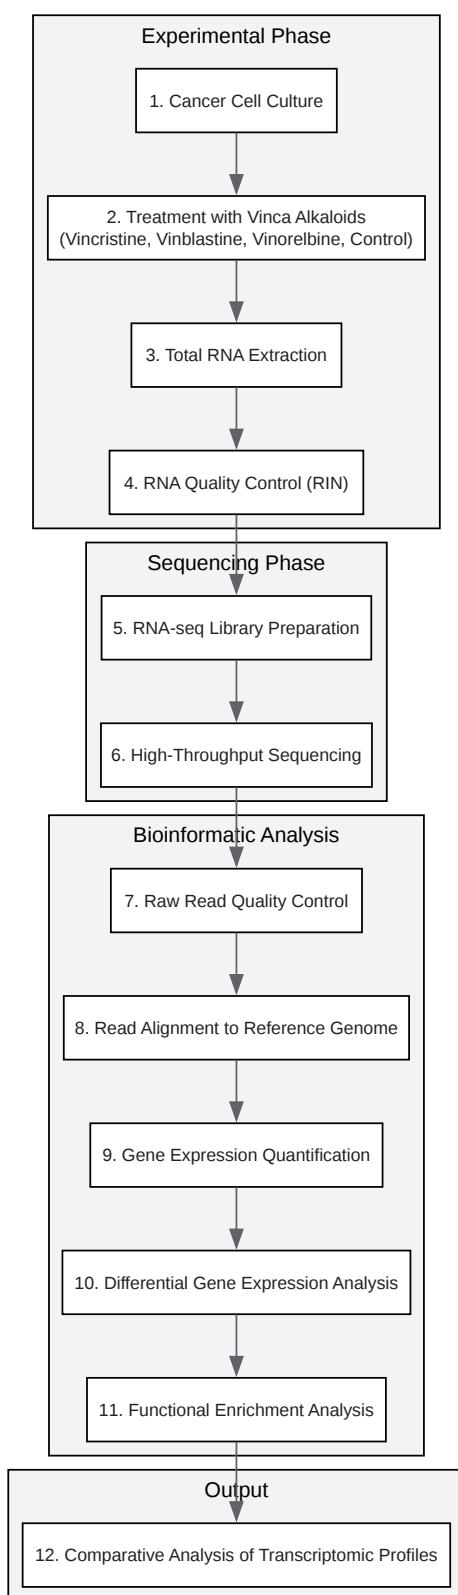 Experimental Phase
1. Cancer Cell Culture
2. Treatment with Vinca Alkaloids
(Vincristine, Vinblastine, Vinorelbine, Control)
3. Total RNA Extraction
4. RNA Quality Control (RIN)
Sequencing Phase
5. RNA-seq Library Preparation
6. High-Throughput Sequencing
Bioinformatic Analysis
7. Raw Read Quality Control
8. Read Alignment to Reference Genome
9. Gene Expression Quantification
10. Differential Gene Expression Analysis
11. Functional Enrichment Analysis
Output
12. Comparative Analysis of Transcriptomic Profiles